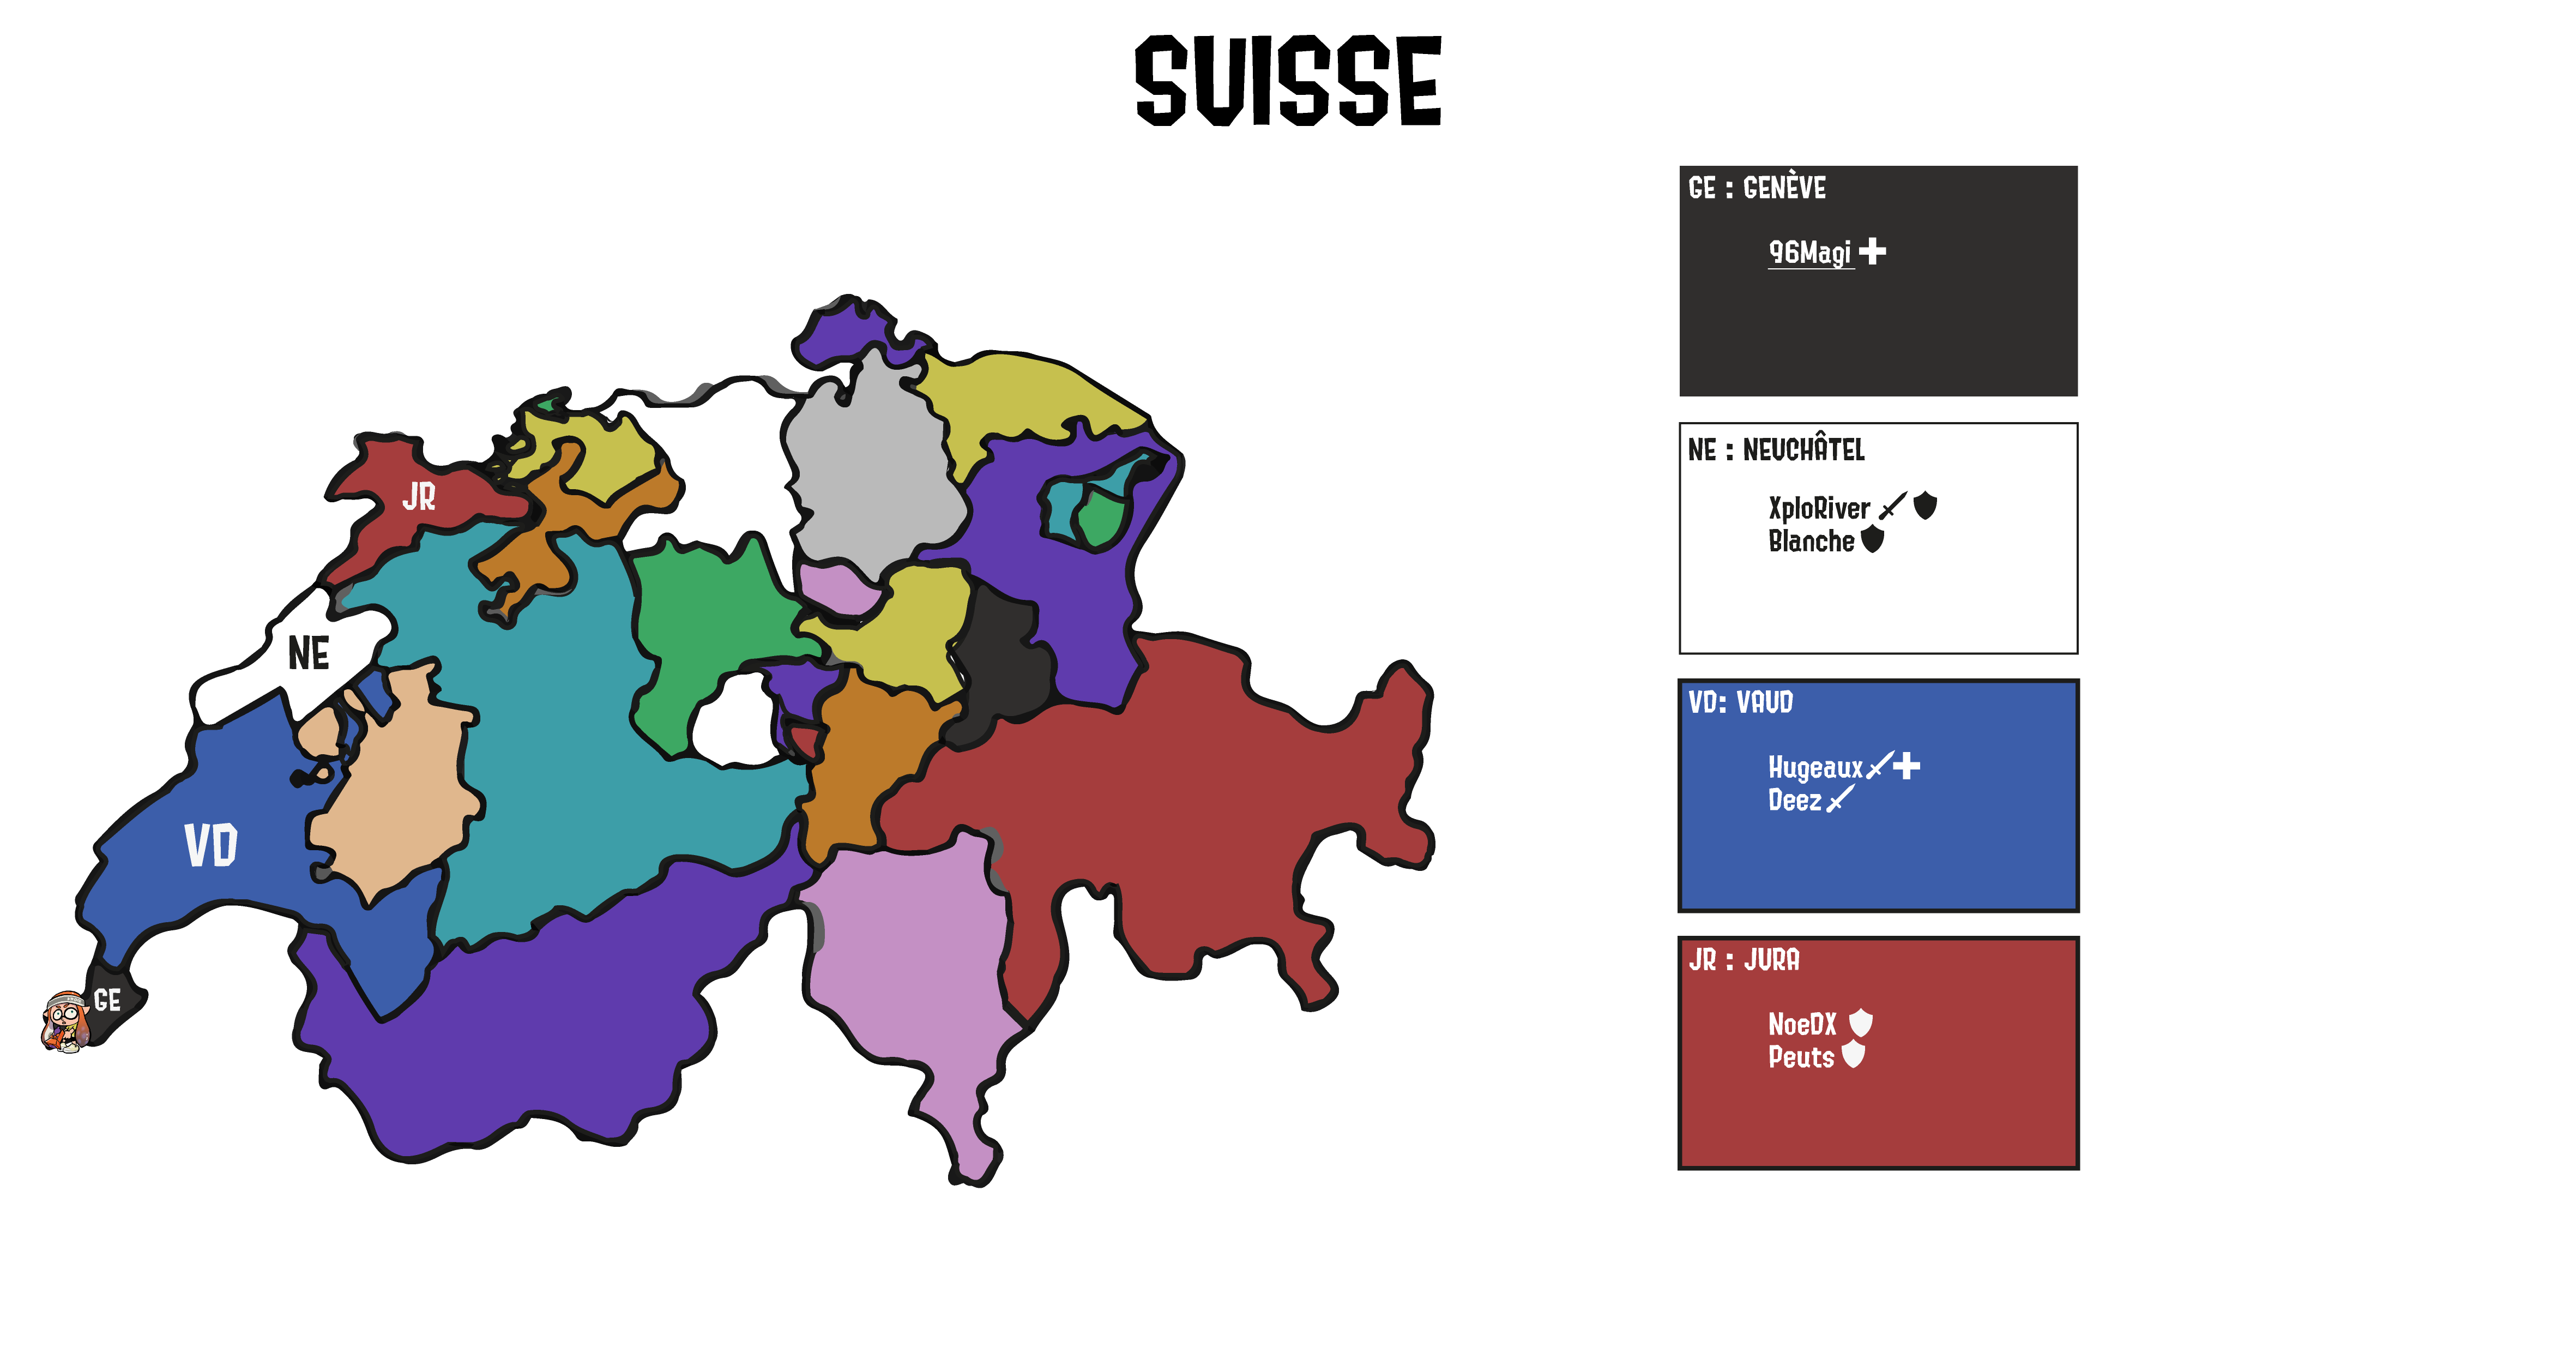 SUISSE
GE : GENÈVE
96Magi
NE : NEUCHÂTEL
XploRiver
Blanche
VD: VAUD
Hugeaux
Deez
JR : JURA
NoeDX
Peuts
JR
NE
VD
GE